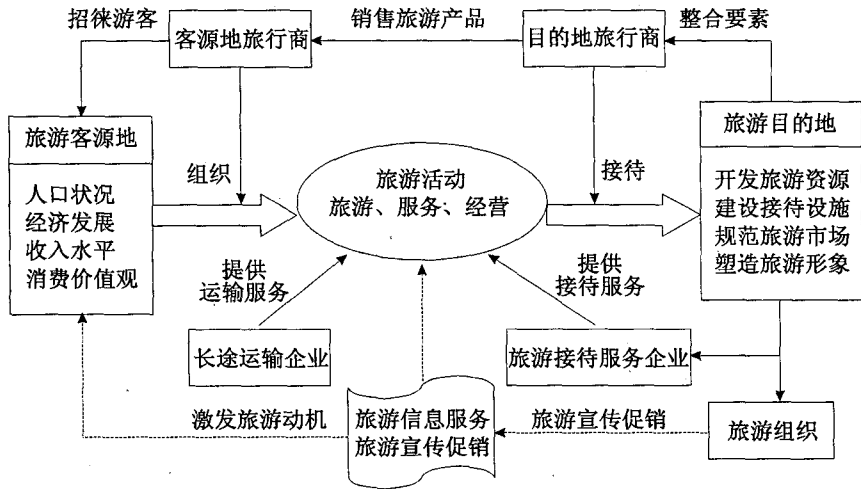 招徕游客
客源地旅行商
销售旅游产品
目的地旅行商
整合要素
旅游客源地
人口状况
经济发展
收入水平
消费价值观
组织
旅游活动
旅游、服务、经营
接待
旅游目的地
开发旅游资源
建设接待设施
规范旅游市场
塑造旅游形象
提供
运输服务
提供
接待服务
长途运输企业
旅游接待服务企业
激发旅游动机
旅游信息服务
旅游宣传促销
旅游宣传促销
旅游组织